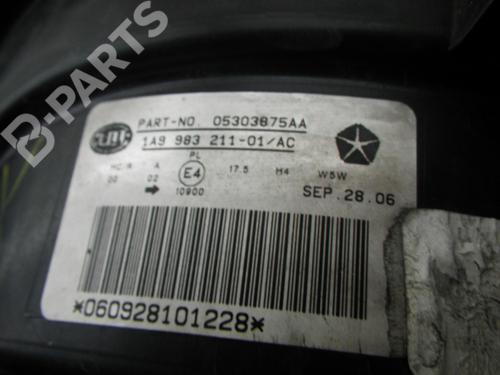 B-PARTS
PART-NO. 05303875AA
1A9 983 211-01/AC
HC/R A PL
00 02 E4 17.5 H4 W5W
10900
SEP.28.06
*060928101228*